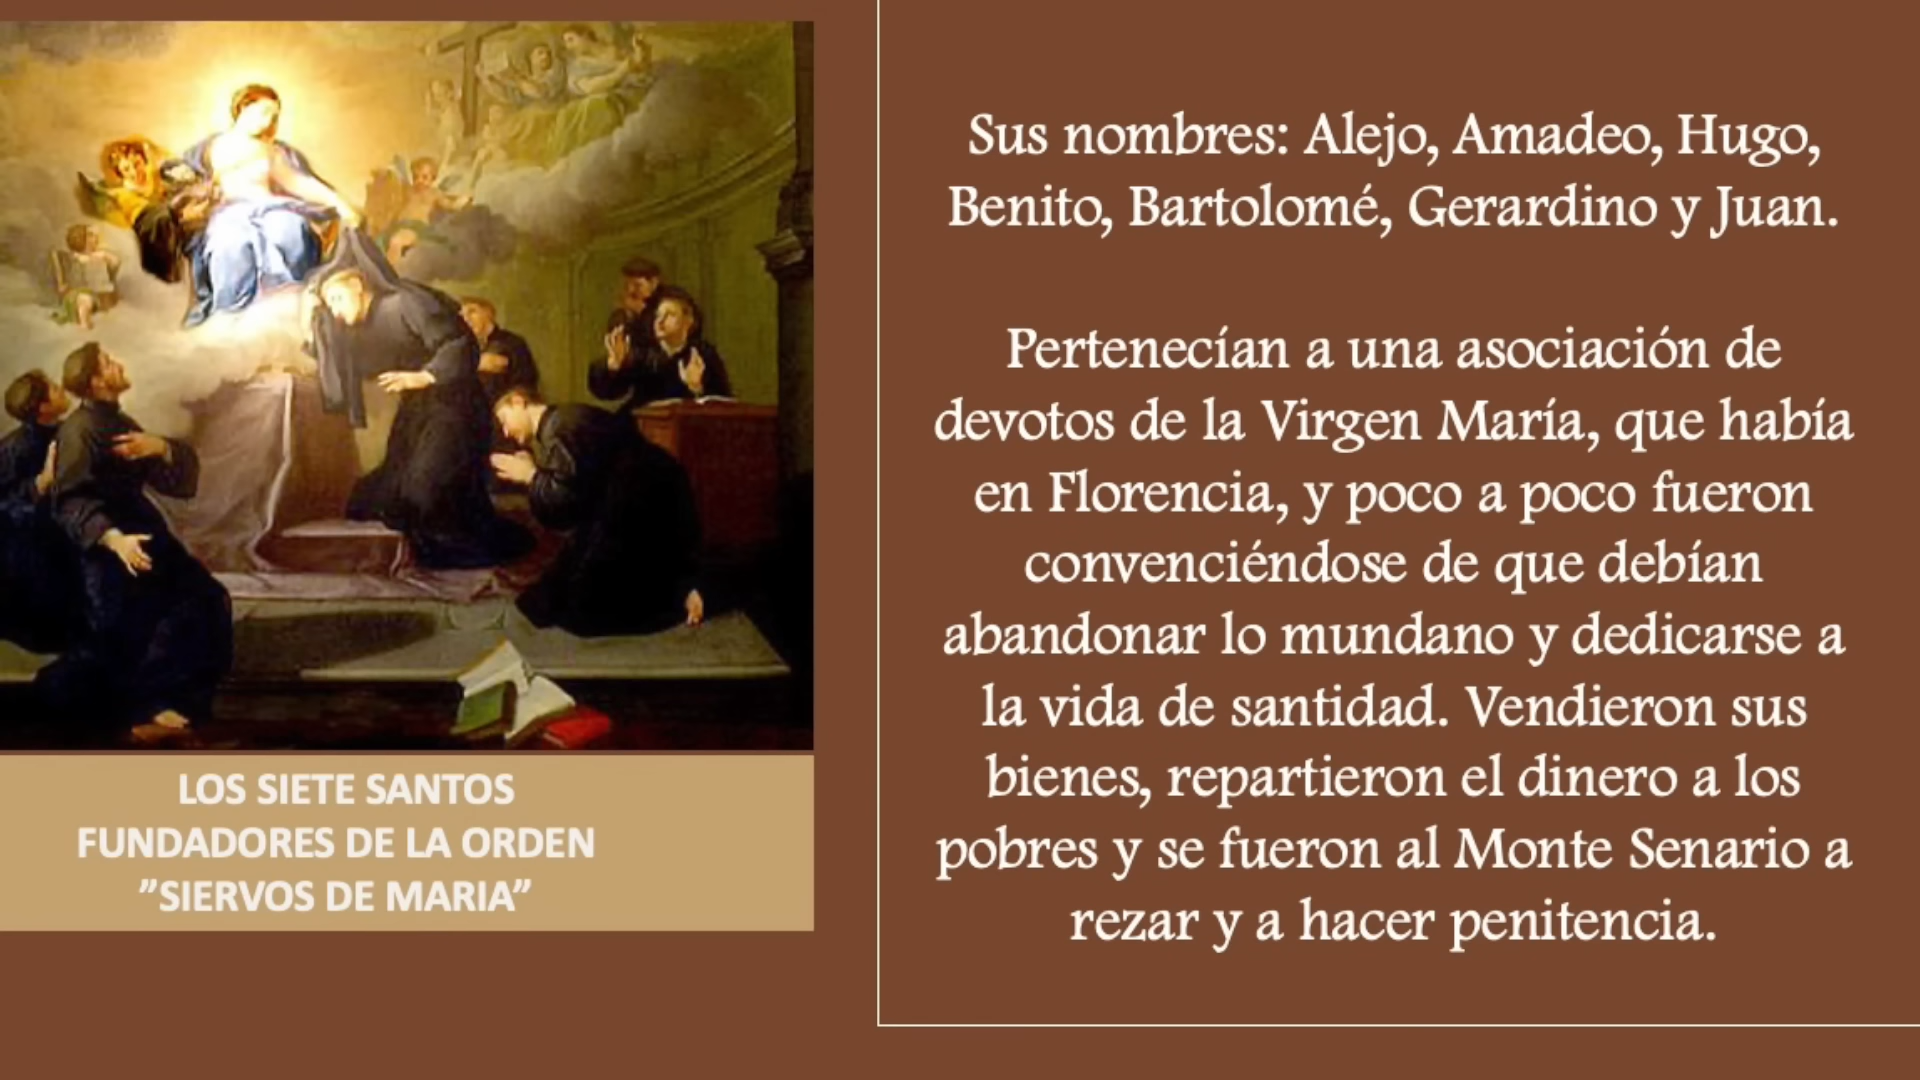 LOS SIETE SANTOS
FUNDADORES DE LA ORDEN
”SIERVOS DE MARIA”
Sus nombres: Alejo, Amadeo, Hugo,
Benito, Bartolomé, Gerardino y Juan.
Pertenecían a una asociación de
devotos de la Virgen María, que había
en Florencia, y poco a poco fueron
convenciéndose de que debían
abandonar lo mundano y dedicarse a
la vida de santidad. Vendieron sus
bienes, repartieron el dinero a los
pobres y se fueron al Monte Senario a
rezar y a hacer penitencia.